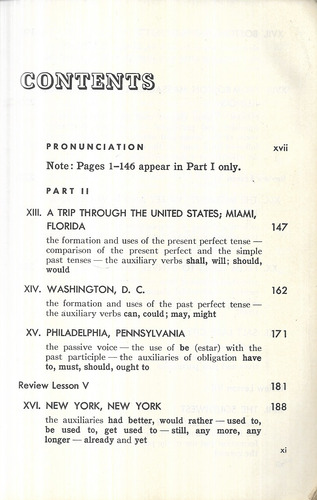 CONTENTS
PRONUNCIATION xvii
Note: Pages 1–146 appear in Part I only.
PART II
XIII. A TRIP THROUGH THE UNITED STATES; MIAMI,
FLORIDA 147
the formation and uses of the present perfect tense —
comparison of the present perfect and the simple
past tenses — the auxiliary verbs shall, will; should,
would
XIV. WASHINGTON, D. C. 162
the formation and uses of the past perfect tense —
the auxiliary verbs can, could; may, might
XV. PHILADELPHIA, PENNSYLVANIA 171
the passive voice — the use of be (estar) with the
past participle — the auxiliaries of obligation have
to, must, should, ought to
Review Lesson V 181
XVI. NEW YORK, NEW YORK 188
the auxiliaries had better, would rather — used to,
be used to, get used to — still, any more, any
longer — already and yet
xi